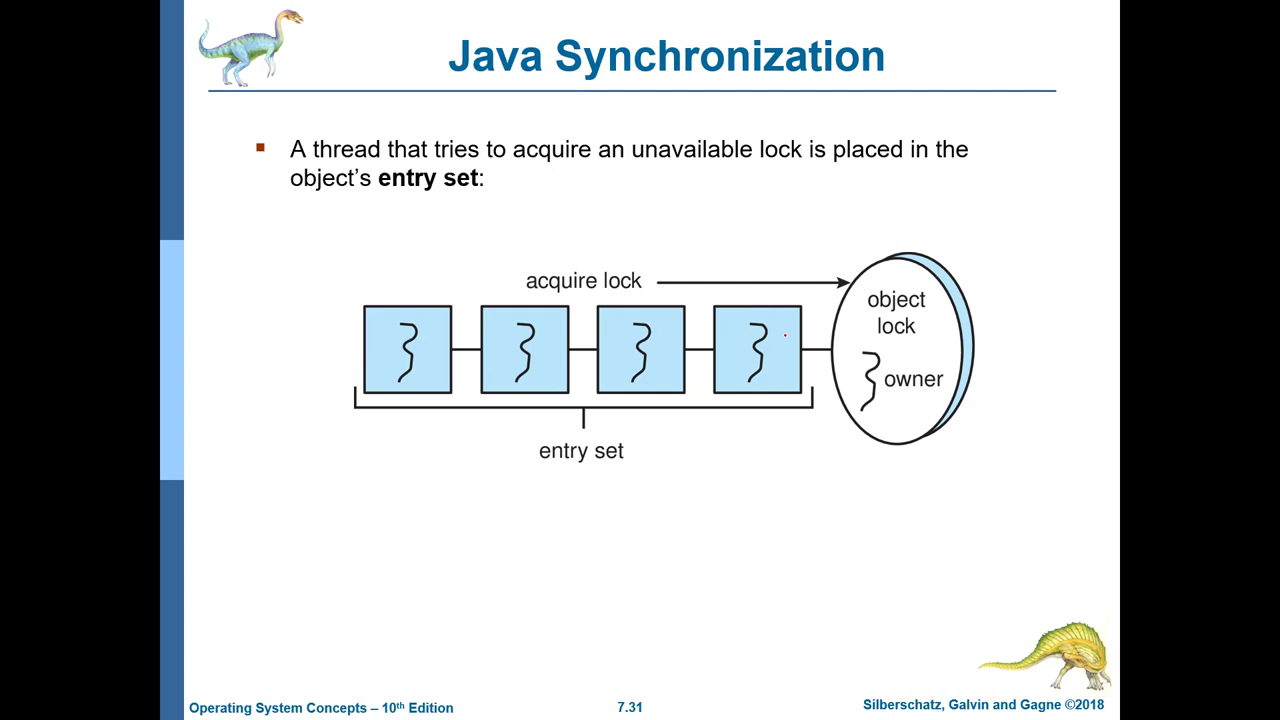 Java Synchronization
▪ A thread that tries to acquire an unavailable lock is placed in the
object’s entry set:
acquire lock
object
lock
owner
entry set
Operating System Concepts – 10th Edition
7.31
Silberschatz, Galvin and Gagne ©2018